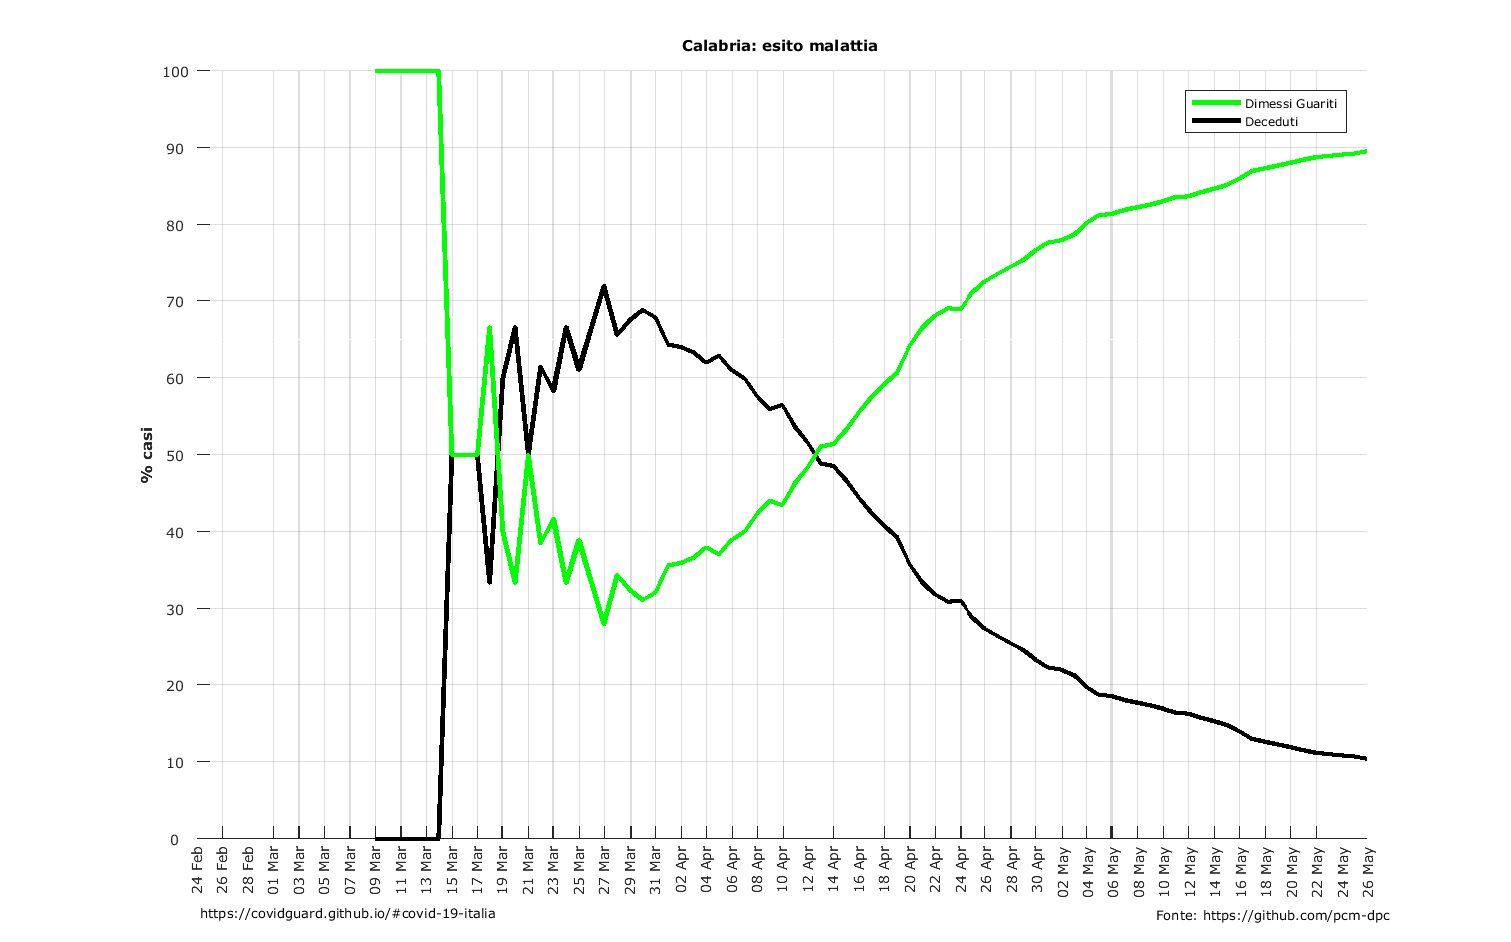 Calabria: esito malattia
Dimessi Guariti
Deceduti
100
90
80
70
60
50
40
30
20
10
0
% casi
24 Feb
26 Feb
28 Feb
01 Mar
03 Mar
05 Mar
07 Mar
09 Mar
11 Mar
13 Mar
15 Mar
17 Mar
19 Mar
21 Mar
23 Mar
25 Mar
27 Mar
29 Mar
31 Mar
02 Apr
04 Apr
06 Apr
08 Apr
10 Apr
12 Apr
14 Apr
16 Apr
18 Apr
20 Apr
22 Apr
24 Apr
26 Apr
28 Apr
30 Apr
02 May
04 May
06 May
08 May
10 May
12 May
14 May
16 May
18 May
20 May
22 May
24 May
26 May
https://covidguard.github.io/#covid-19-italia
Fonte: https://github.com/pcm-dpc